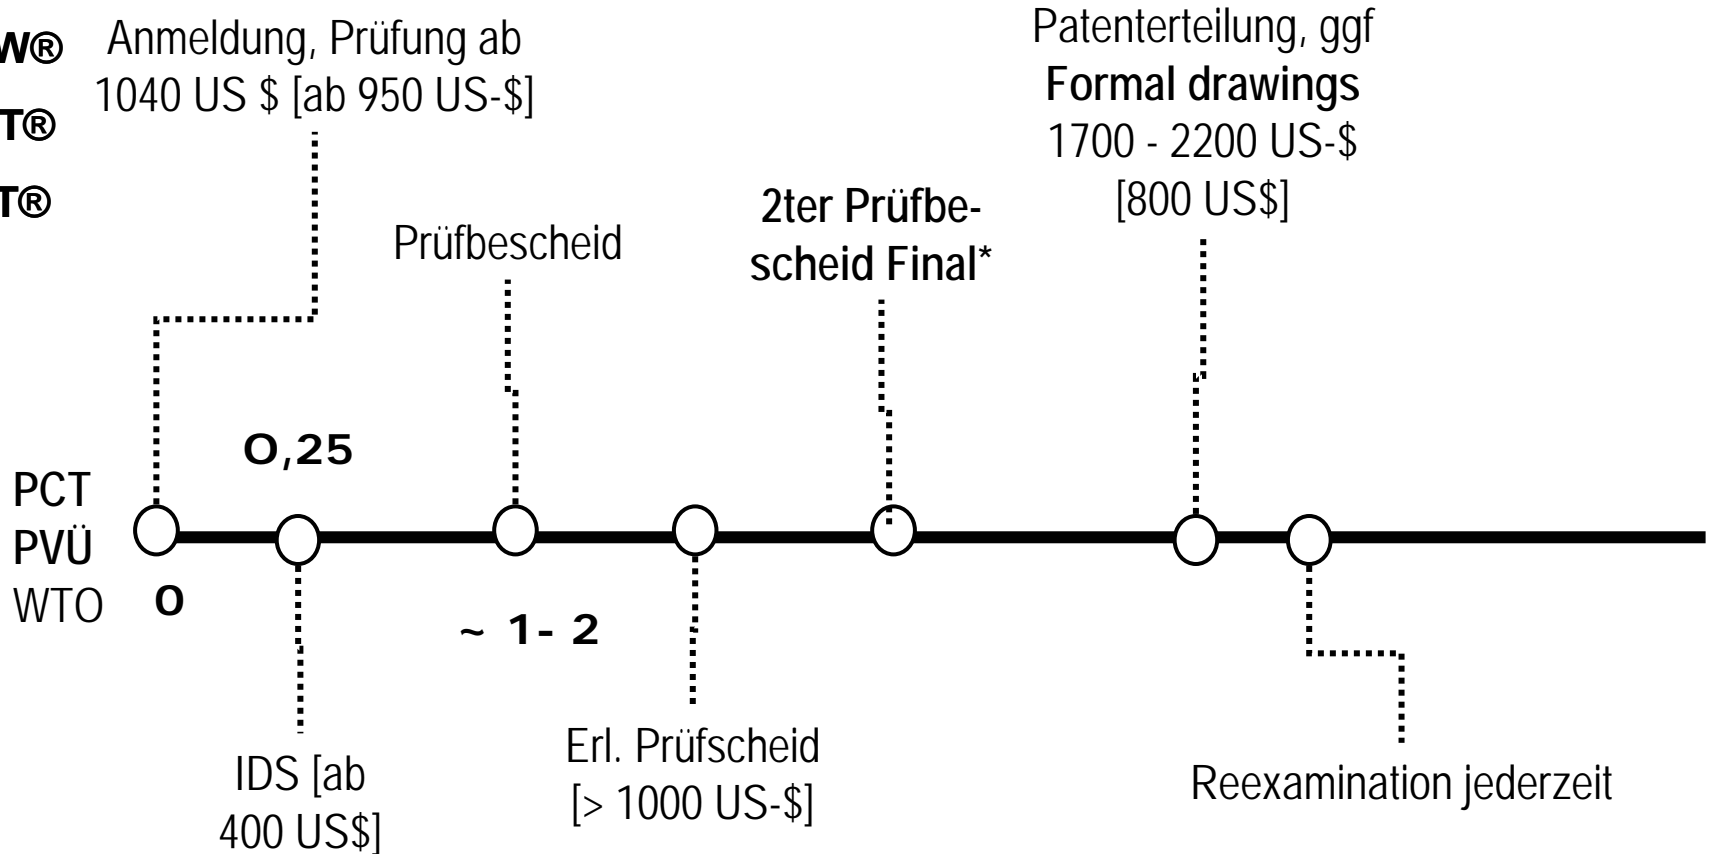 W®
T®
T®
Anmeldung, Prüfung ab
1040 US $ [ab 950 US-$]
Patenterteilung, ggf
Formal drawings
1700 - 2200 US-$
[800 US$]
Prüfbescheid
2ter Prüfbe-
scheid Final*
O,25
PCT
PVÜ
WTO
O
~ 1- 2
IDS [ab
400 US$]
Erl. Prüfscheid
[> 1000 US-$]
Reexamination jederzeit